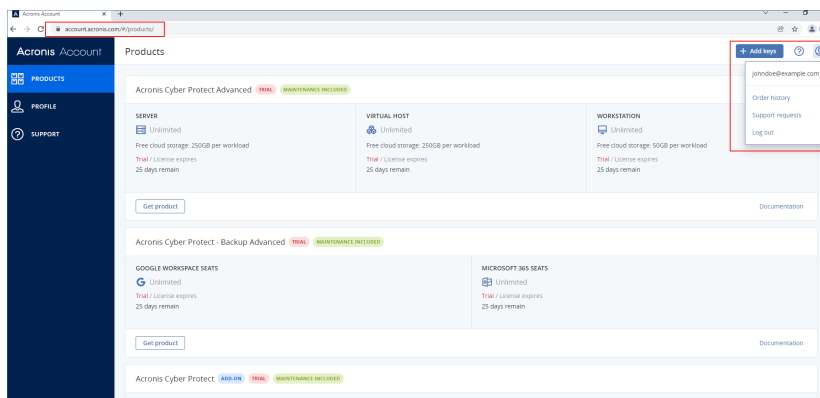 Acronis Account
account.acronis.com/#/products/
Acronis Account
PRODUCTS
PROFILE
SUPPORT
Products
+ Add keys
johndoe@example.com
Order history
Support requests
Log out
Acronis Cyber Protect Advanced TRIAL MAINTENANCE INCLUDED
SERVER
Unlimited
Free cloud storage: 250GB per workload
Trial / License expires
25 days remain
VIRTUAL HOST
Unlimited
Free cloud storage: 250GB per workload
Trial / License expires
25 days remain
WORKSTATION
Unlimited
Free cloud storage: 50GB per workload
Trial / License expires
25 days remain
Get product
Documentation
Acronis Cyber Protect - Backup Advanced TRIAL MAINTENANCE INCLUDED
GOOGLE WORKSPACE SEATS
Unlimited
Trial / License expires
25 days remain
MICROSOFT 365 SEATS
Unlimited
Trial / License expires
25 days remain
Get product
Documentation
Acronis Cyber Protect ADD-ON TRIAL MAINTENANCE INCLUDED